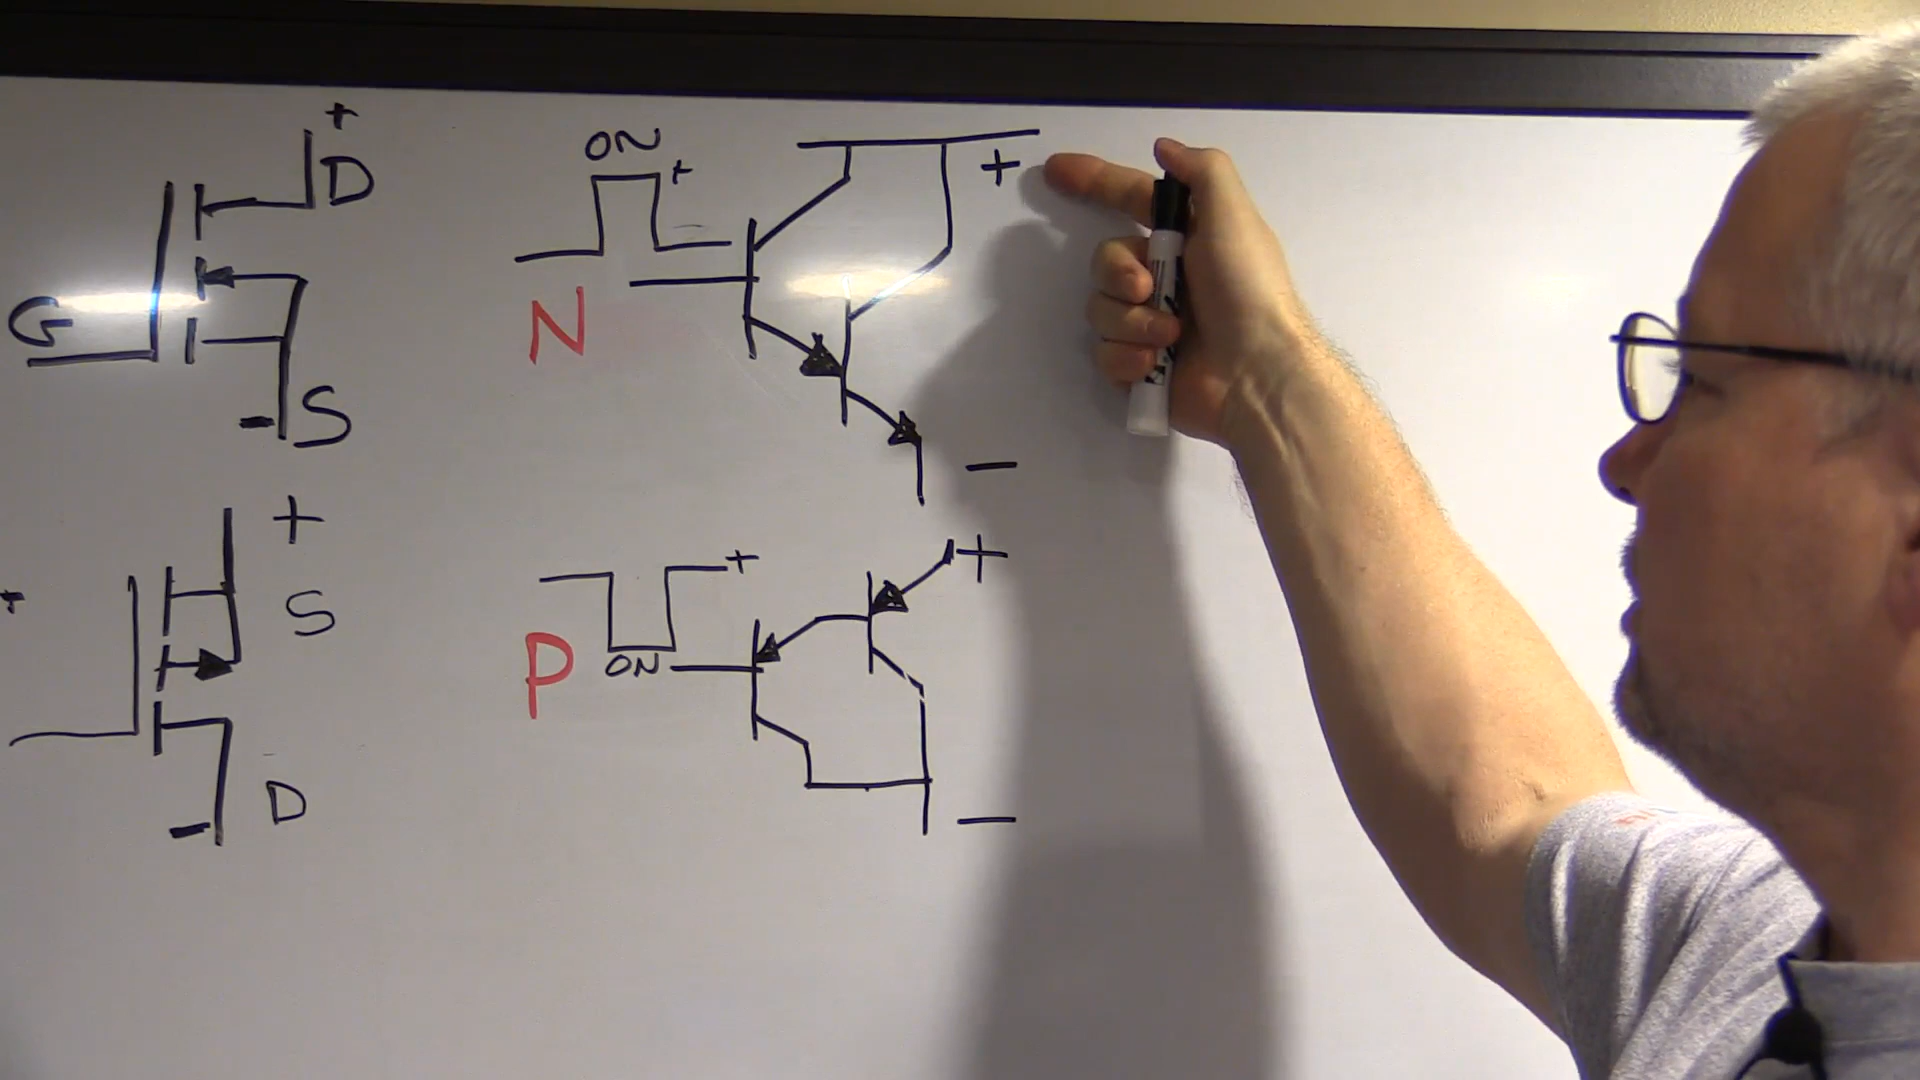 +
D
G
- S
ON
+
N
+
-
+
S
+
- D
+
P
ON
+
-